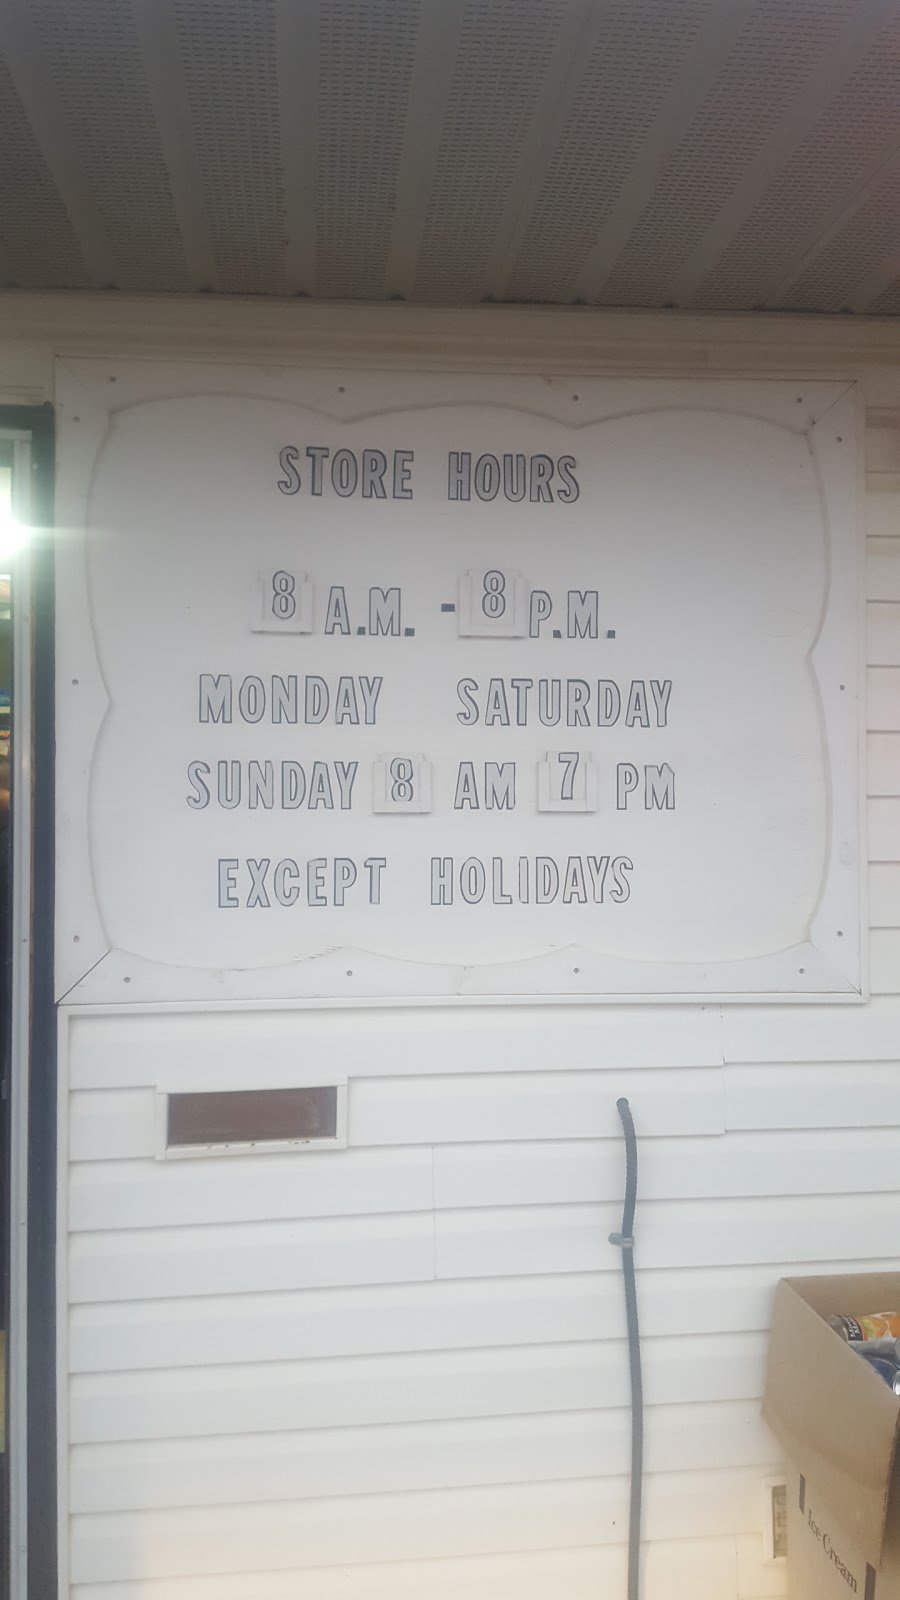 STORE HOURS
8 A.M. - 8 P.M.
MONDAY SATURDAY
SUNDAY 8 AM 7 PM
EXCEPT HOLIDAYS
Ice Cream